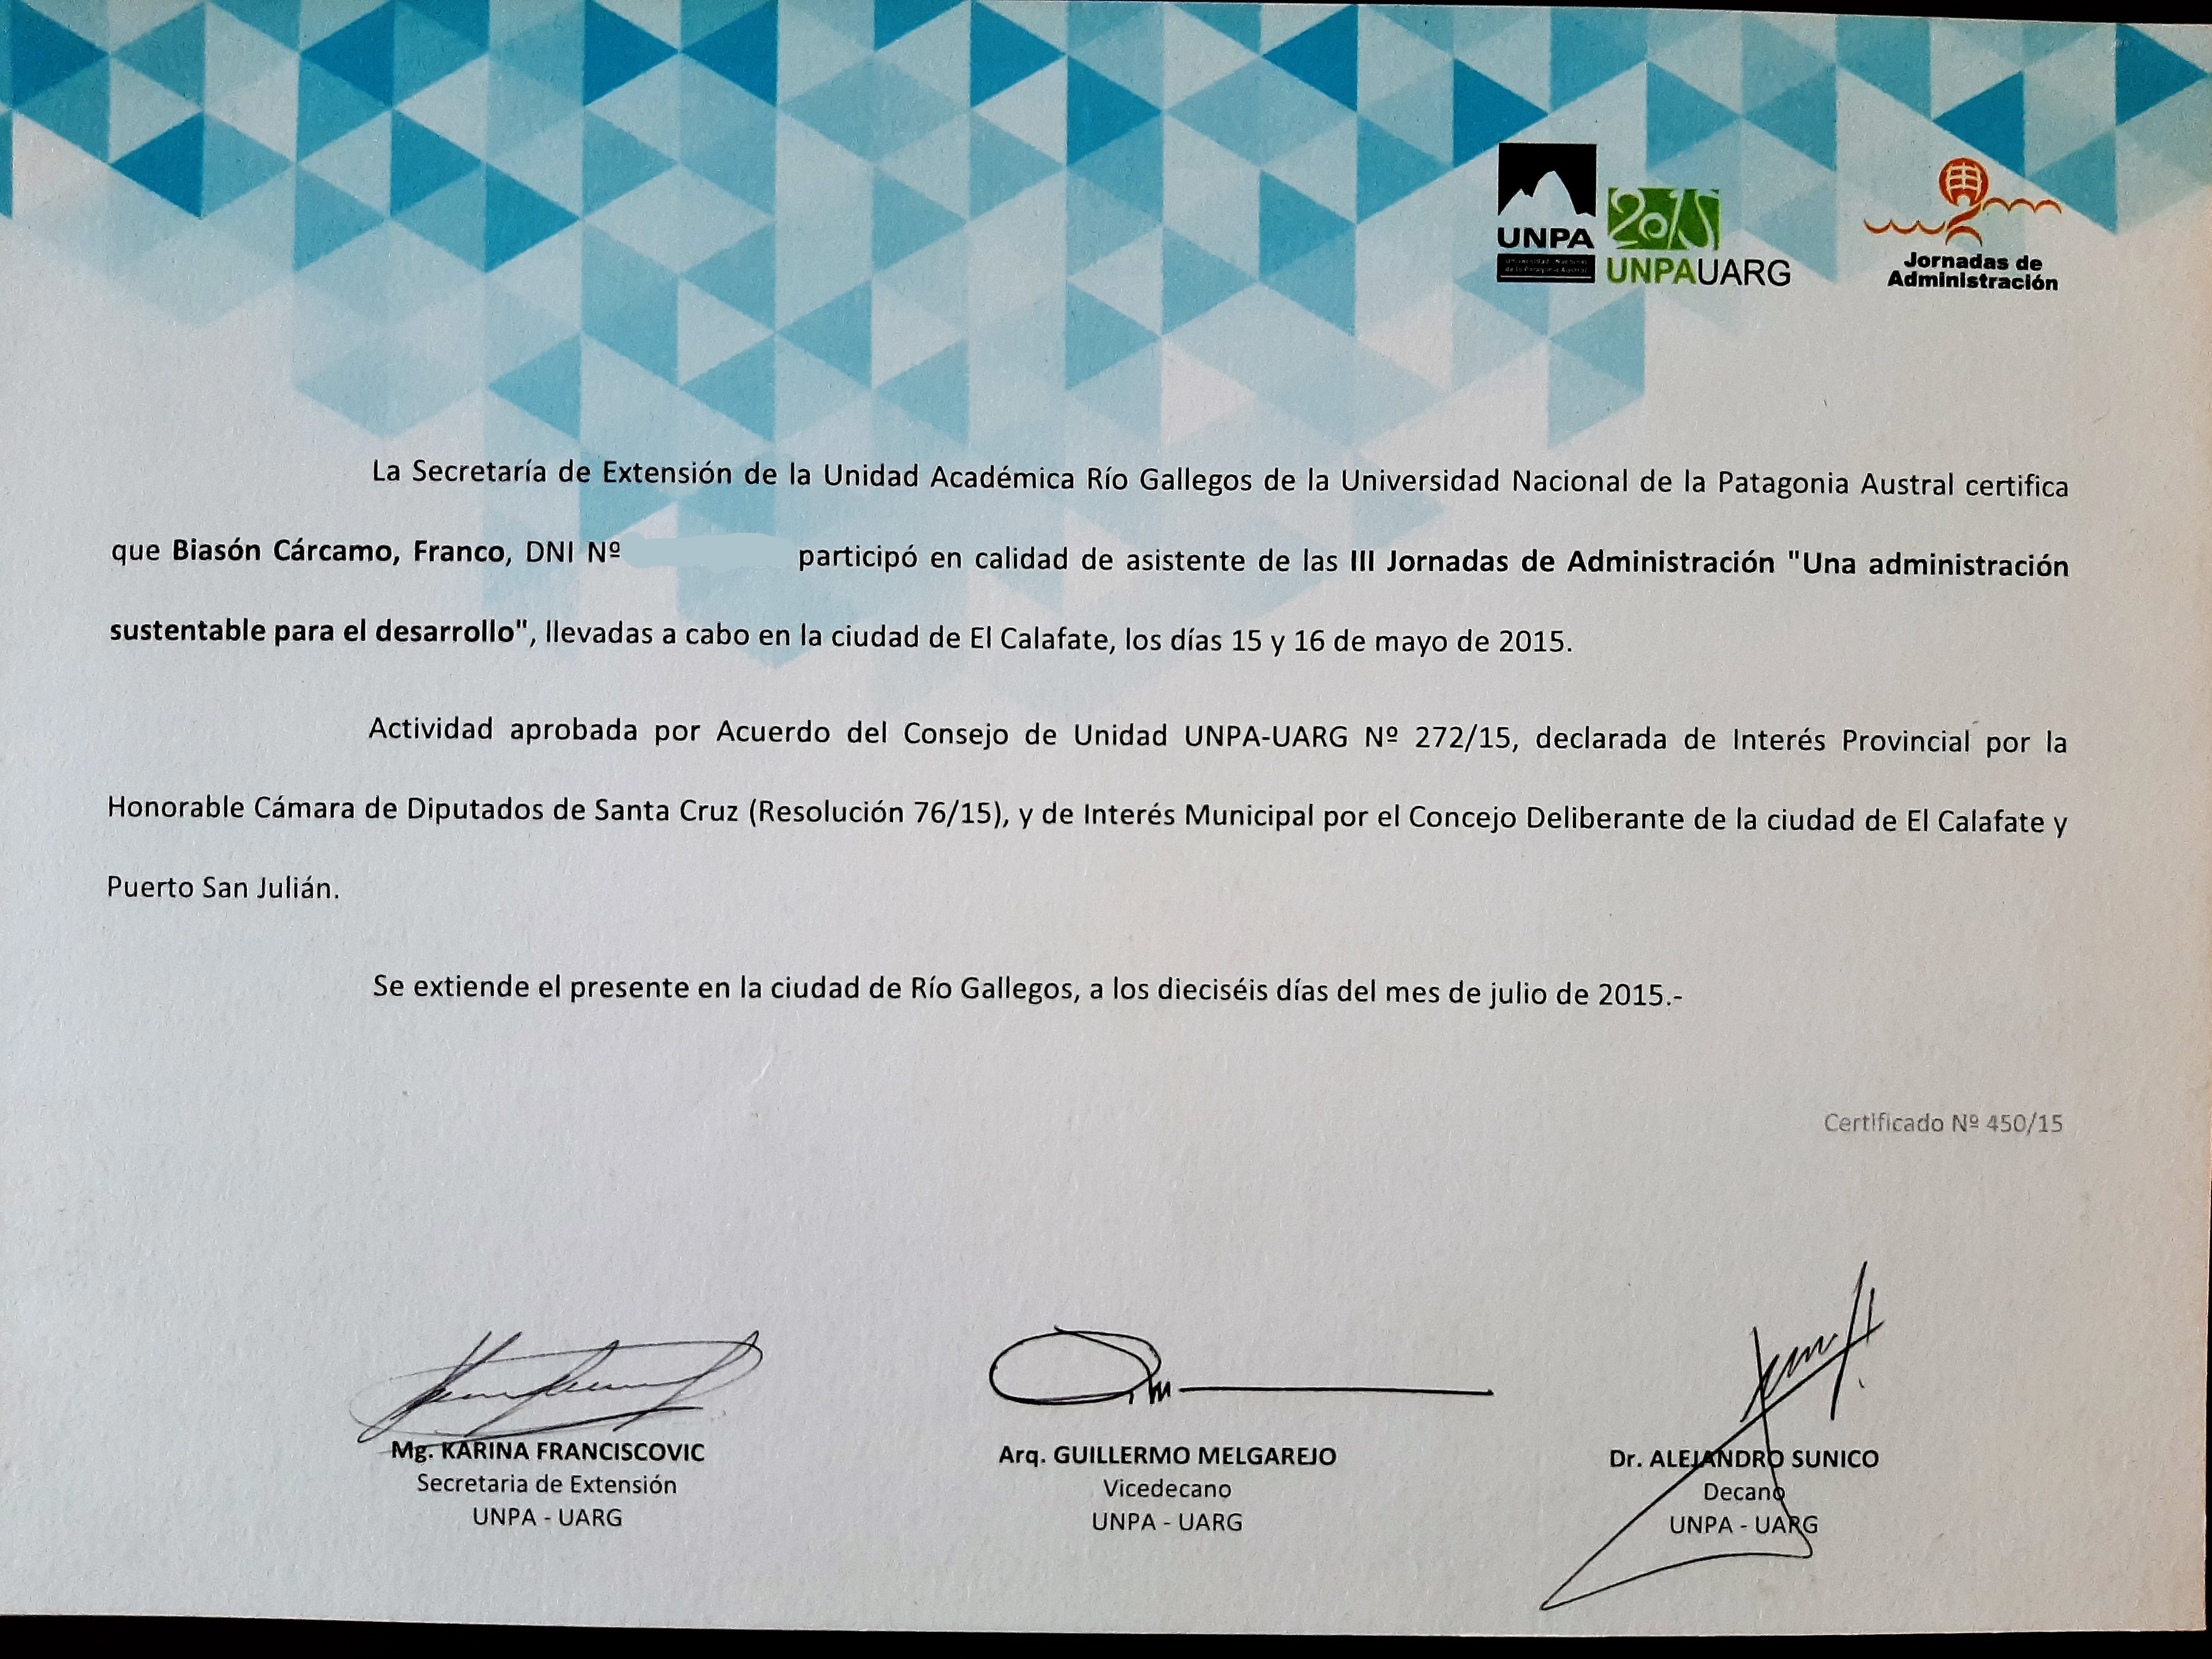 UNPA
2015
UNPAUARG
Jornadas de
Administración
La Secretaría de Extensión de la Unidad Académica Río Gallegos de la Universidad Nacional de la Patagonia Austral certifica
que Biasón Cárcamo, Franco, DNI Nº participó en calidad de asistente de las III Jornadas de Administración "Una administración
sustentable para el desarrollo", llevadas a cabo en la ciudad de El Calafate, los días 15 y 16 de mayo de 2015.
Actividad aprobada por Acuerdo del Consejo de Unidad UNPA-UARG Nº 272/15, declarada de Interés Provincial por la
Honorable Cámara de Diputados de Santa Cruz (Resolución 76/15), y de Interés Municipal por el Concejo Deliberante de la ciudad de El Calafate y
Puerto San Julián.
Se extiende el presente en la ciudad de Río Gallegos, a los dieciséis días del mes de julio de 2015.-
Certificado Nº 450/15
Mg. KARINA FRANCISCOVIC
Secretaria de Extensión
UNPA - UARG
Arq. GUILLERMO MELGAREJO
Vicedecano
UNPA - UARG
Dr. ALEJANDRO SUNICO
Decano
UNPA - UARG